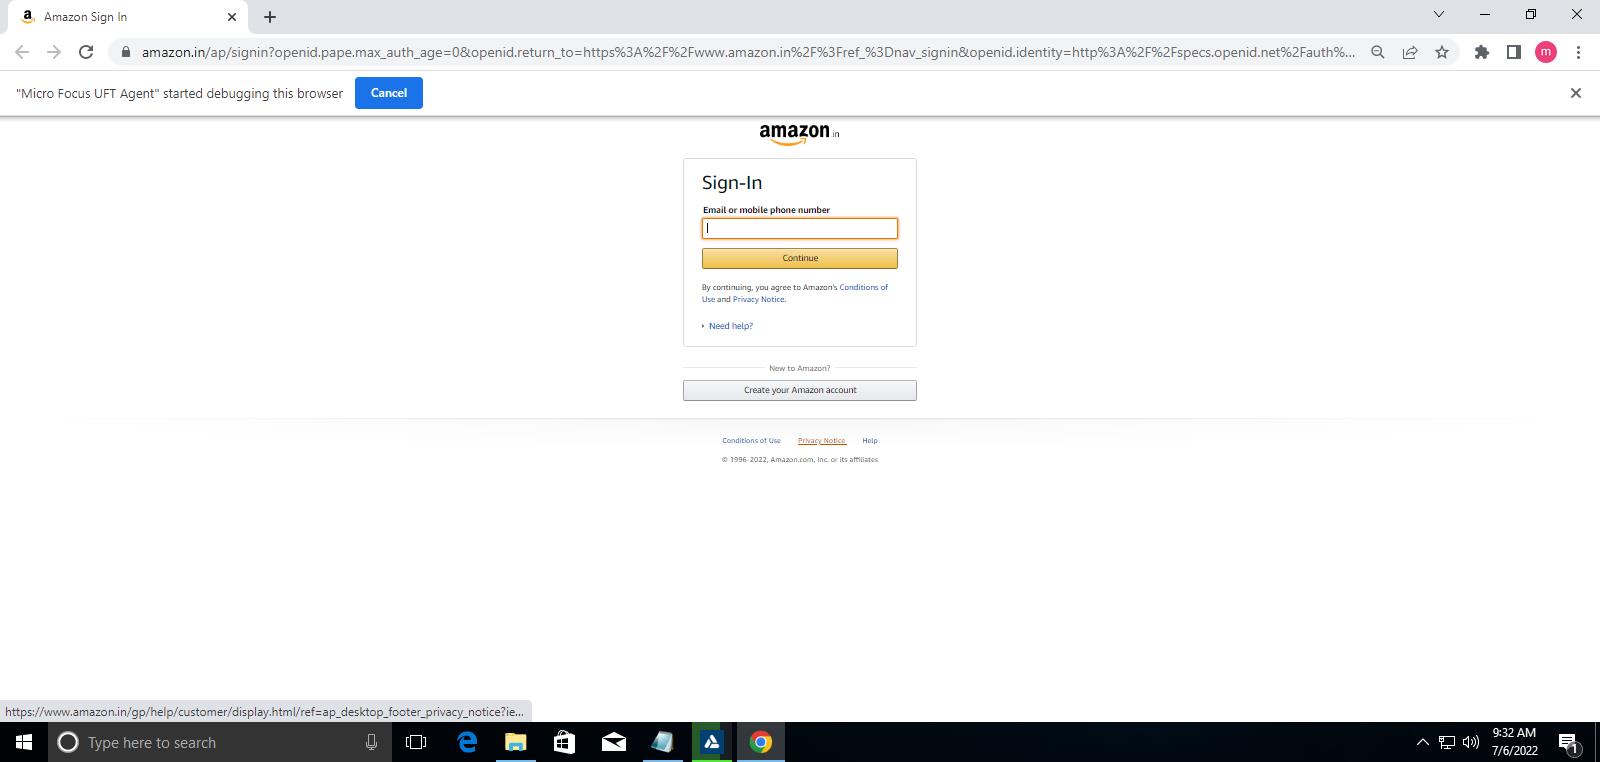 Amazon Sign In
amazon.in/ap/signin?openid.pape.max_auth_age=0&openid.return_to=https%3A%2F%2Fwww.amazon.in%2F%3Fref_%3Dnav_signin&openid.identity=http%3A%2F%2Fspecs.openid.net%2Fauth%...
m
"Micro Focus UFT Agent" started debugging this browser
Cancel
amazon.in
Sign-In
Email or mobile phone number
Continue
By continuing, you agree to Amazon's Conditions of
Use and Privacy Notice.
Need help?
New to Amazon?
Create your Amazon account
Conditions of Use Privacy Notice Help
© 1996-2022, Amazon.com, Inc. or its affiliates
https://www.amazon.in/gp/help/customer/display.html/ref=ap_desktop_footer_privacy_notice?ie...
Type here to search
9:32 AM
7/6/2022
1